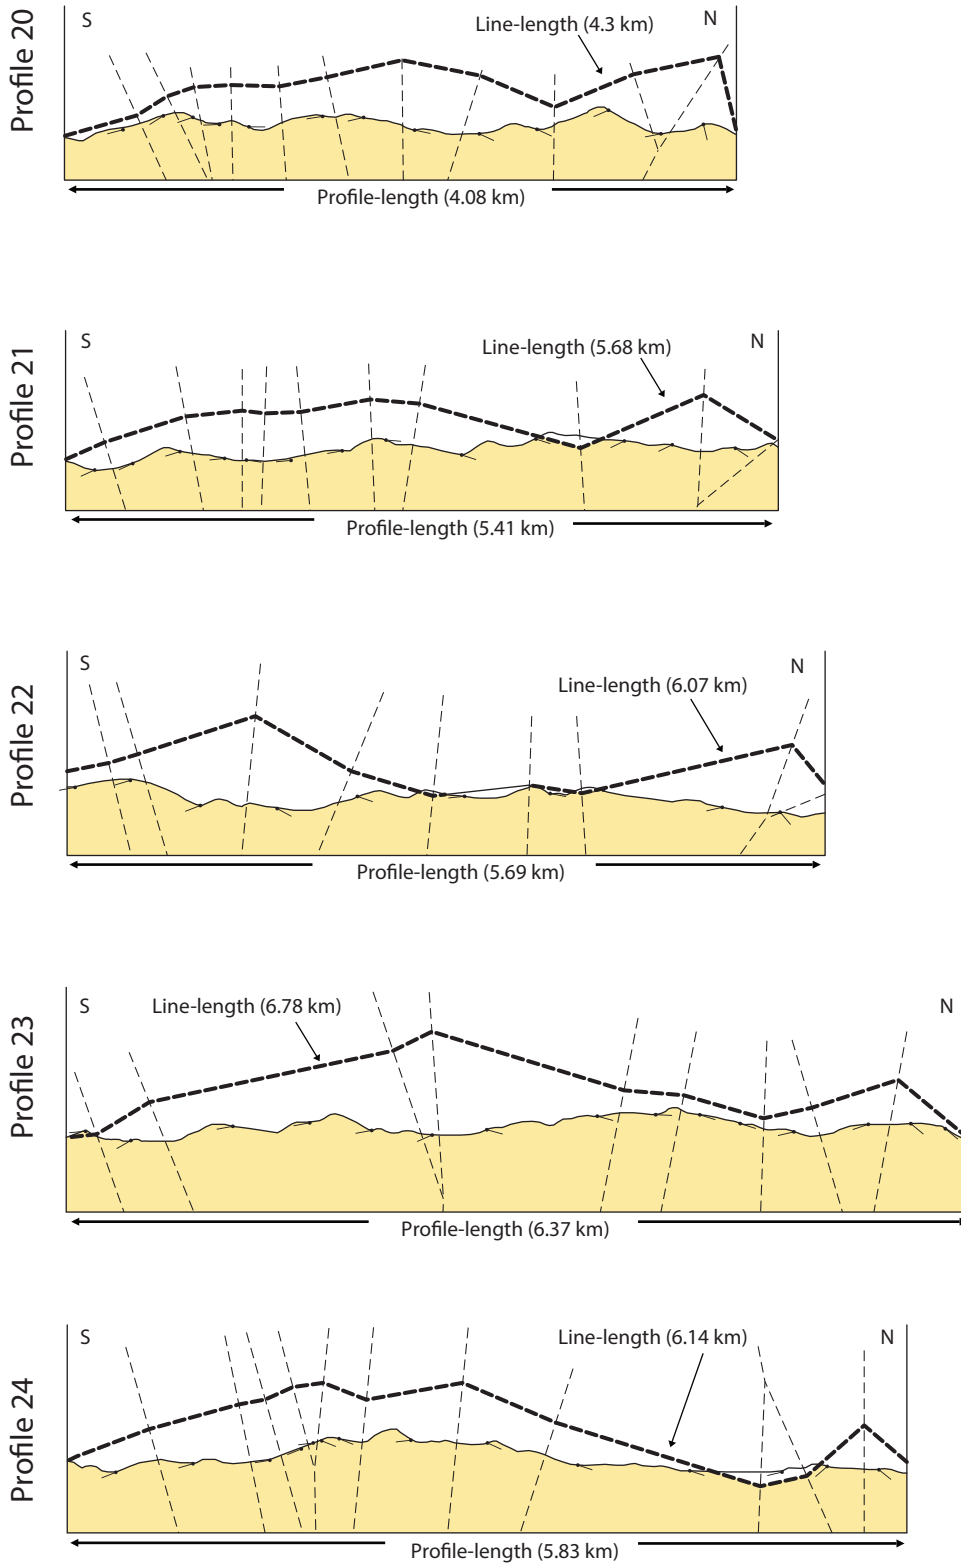 Profile 20
S
Line-length (4.3 km)
N
Profile-length (4.08 km)
Profile 21
S
Line-length (5.68 km)
N
Profile-length (5.41 km)
Profile 22
S
Line-length (6.07 km)
N
Profile-length (5.69 km)
Profile 23
S
Line-length (6.78 km)
N
Profile-length (6.37 km)
Profile 24
S
Line-length (6.14 km)
N
Profile-length (5.83 km)